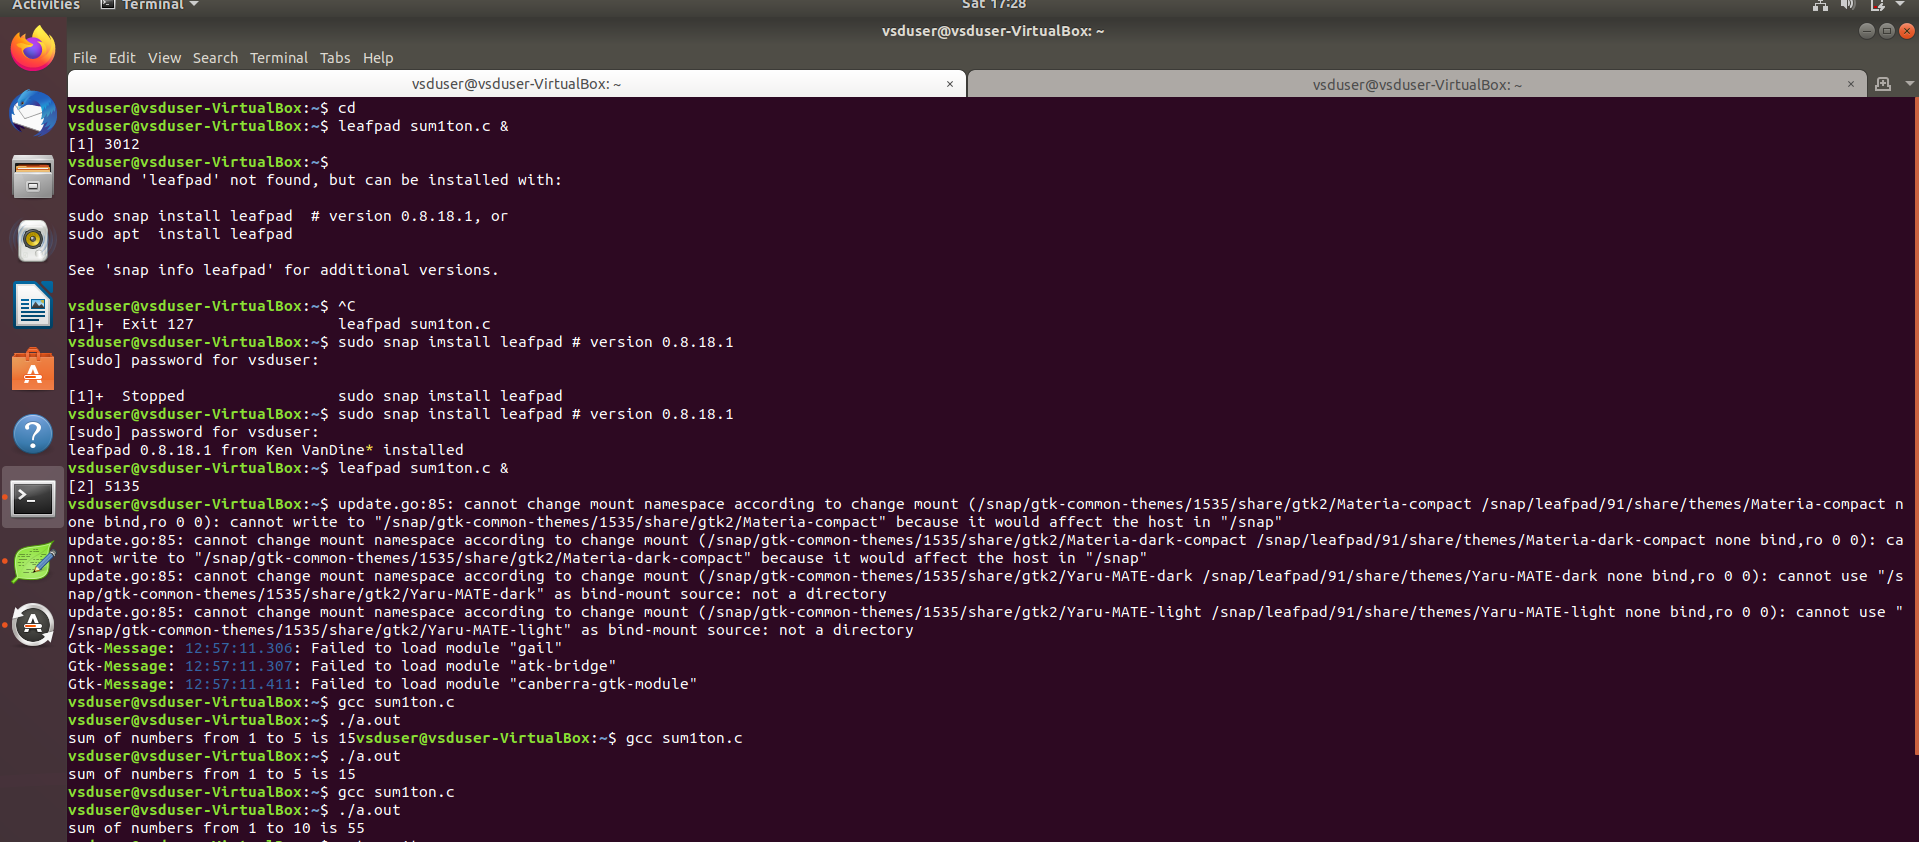 Activities
Terminal
Sat 17:28
vsduser@vsduser-VirtualBox: ~
File Edit View Search Terminal Tabs Help
vsduser@vsduser-VirtualBox: ~ ×
vsduser@vsduser-VirtualBox: ~ ×
vsduser@vsduser-VirtualBox:~$ cd
vsduser@vsduser-VirtualBox:~$ leafpad sum1ton.c &
[1] 3012
vsduser@vsduser-VirtualBox:~$
Command 'leafpad' not found, but can be installed with:
sudo snap install leafpad  # version 0.8.18.1, or
sudo apt  install leafpad
See 'snap info leafpad' for additional versions.
vsduser@vsduser-VirtualBox:~$ ^C
[1]+  Exit 127                leafpad sum1ton.c
vsduser@vsduser-VirtualBox:~$ sudo snap imstall leafpad # version 0.8.18.1
[sudo] password for vsduser:
[1]+  Stopped                 sudo snap imstall leafpad
vsduser@vsduser-VirtualBox:~$ sudo snap install leafpad # version 0.8.18.1
[sudo] password for vsduser:
leafpad 0.8.18.1 from Ken VanDine* installed
vsduser@vsduser-VirtualBox:~$ leafpad sum1ton.c &
[2] 5135
vsduser@vsduser-VirtualBox:~$ update.go:85: cannot change mount namespace according to change mount (/snap/gtk-common-themes/1535/share/gtk2/Materia-compact /snap/leafpad/91/share/themes/Materia-compact n
one bind,ro 0 0): cannot write to "/snap/gtk-common-themes/1535/share/gtk2/Materia-compact" because it would affect the host in "/snap"
update.go:85: cannot change mount namespace according to change mount (/snap/gtk-common-themes/1535/share/gtk2/Materia-dark-compact /snap/leafpad/91/share/themes/Materia-dark-compact none bind,ro 0 0): ca
nnot write to "/snap/gtk-common-themes/1535/share/gtk2/Materia-dark-compact" because it would affect the host in "/snap"
update.go:85: cannot change mount namespace according to change mount (/snap/gtk-common-themes/1535/share/gtk2/Yaru-MATE-dark /snap/leafpad/91/share/themes/Yaru-MATE-dark none bind,ro 0 0): cannot use "/s
nap/gtk-common-themes/1535/share/gtk2/Yaru-MATE-dark" as bind-mount source: not a directory
update.go:85: cannot change mount namespace according to change mount (/snap/gtk-common-themes/1535/share/gtk2/Yaru-MATE-light /snap/leafpad/91/share/themes/Yaru-MATE-light none bind,ro 0 0): cannot use "
/snap/gtk-common-themes/1535/share/gtk2/Yaru-MATE-light" as bind-mount source: not a directory
Gtk-Message: 12:57:11.306: Failed to load module "gail"
Gtk-Message: 12:57:11.307: Failed to load module "atk-bridge"
Gtk-Message: 12:57:11.411: Failed to load module "canberra-gtk-module"
vsduser@vsduser-VirtualBox:~$ gcc sum1ton.c
vsduser@vsduser-VirtualBox:~$ ./a.out
sum of numbers from 1 to 5 is 15vsduser@vsduser-VirtualBox:~$ gcc sum1ton.c
vsduser@vsduser-VirtualBox:~$ ./a.out
sum of numbers from 1 to 5 is 15
vsduser@vsduser-VirtualBox:~$ gcc sum1ton.c
vsduser@vsduser-VirtualBox:~$ ./a.out
sum of numbers from 1 to 10 is 55